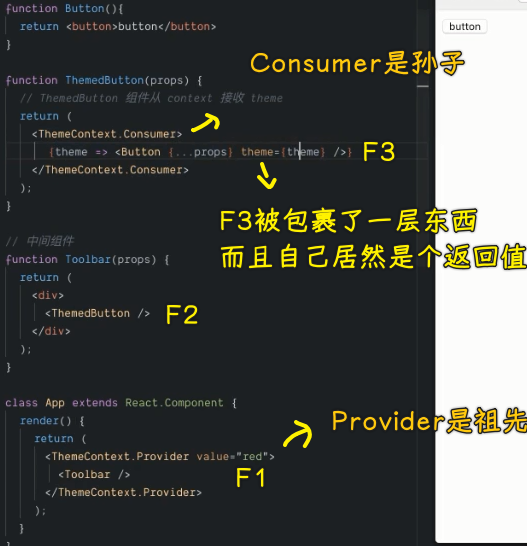 function Button(){
return <button>button</button>
}
button
Consumer是孙子
function ThemedButton(props) {
// ThemedButton 组件从 context 接收 theme
return (
<ThemeContext.Consumer>
{theme => <Button {...props} theme={theme} />}
F3
</ThemeContext.Consumer>
);
}
F3被包裹了一层东西
而且自己居然是个返回值
// 中间组件
function Toolbar(props) {
return (
<div>
<ThemedButton />
F2
</div>
);
}
class App extends React.Component {
render() {
return (
Provider是祖先
<ThemeContext.Provider value="red">
<Toolbar />
F1
</ThemeContext.Provider>
);
}